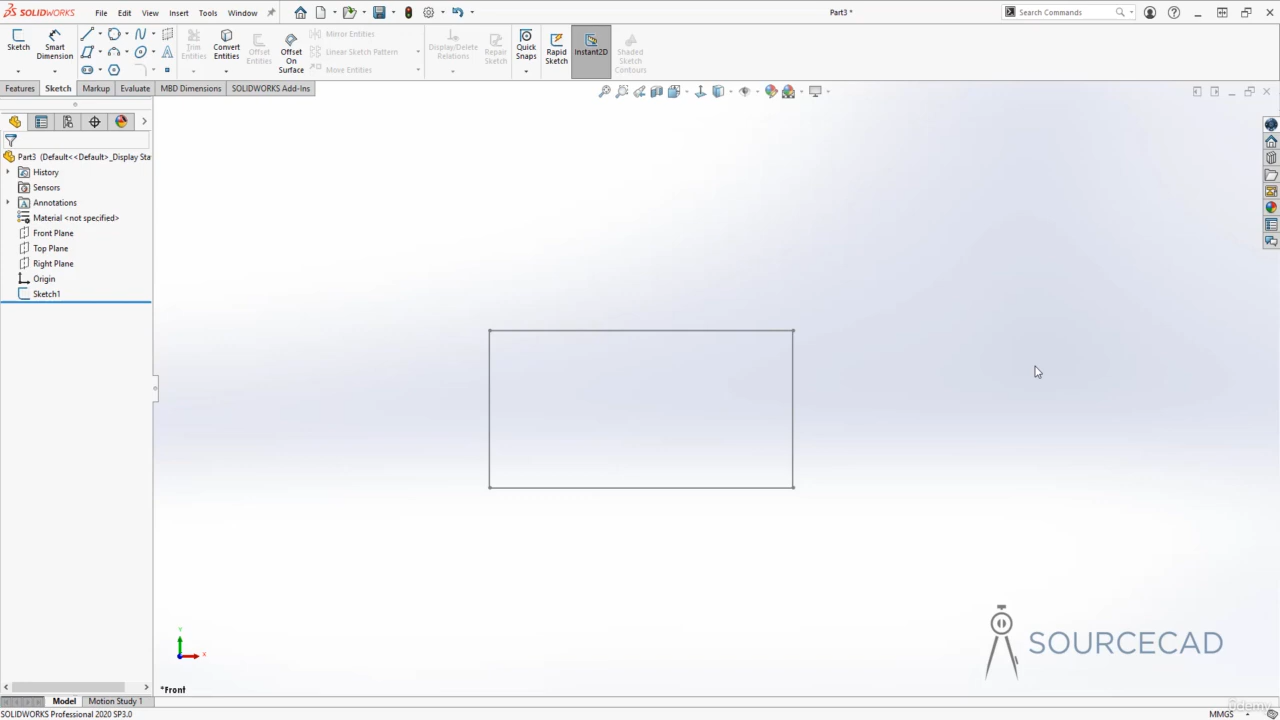 SOLIDWORKS
File
Edit
View
Insert
Tools
Window
Part3 *
Search Commands
Sketch
Smart Dimension
Trim Entities
Convert Entities
Offset Entities
Offset On Surface
Mirror Entities
Linear Sketch Pattern
Move Entities
Display/Delete Relations
Repair Sketch
Quick Snaps
Rapid Sketch
Instant2D
Shaded Sketch Contours
Features
Sketch
Markup
Evaluate
MBD Dimensions
SOLIDWORKS Add-Ins
Part3 (Default<<Default>_Display Sta
History
Sensors
Annotations
Material <not specified>
Front Plane
Top Plane
Right Plane
Origin
Sketch1
Y
X
SOURCECAD
*Front
Model
Motion Study 1
udemy
SOLIDWORKS Professional 2020 SP3.0
MMGS